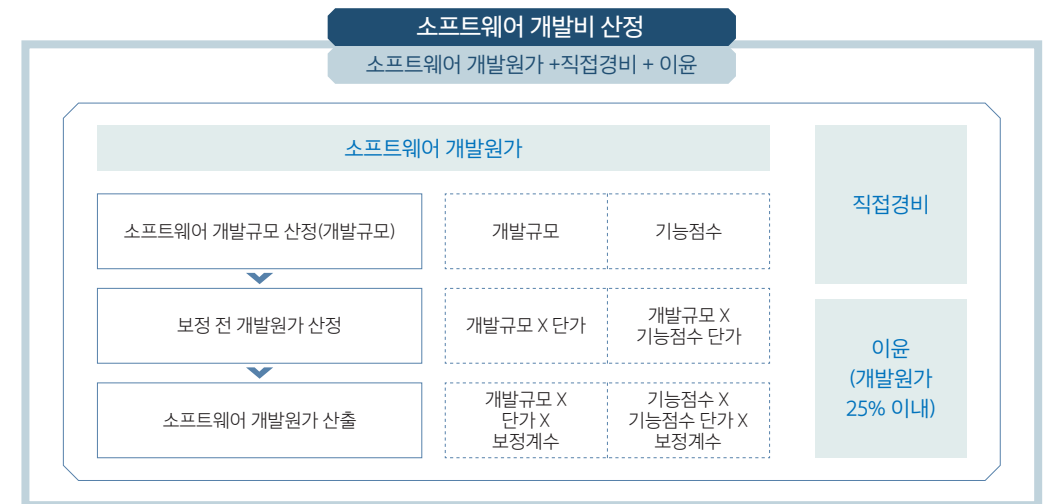 소프트웨어 개발비 산정
소프트웨어 개발원가 +직접경비 + 이윤
소프트웨어 개발원가
소프트웨어 개발규모 산정(개발규모)
개발규모
기능점수
보정 전 개발원가 산정
개발규모 X 단가
개발규모 X
기능점수 단가
소프트웨어 개발원가 산출
개발규모 X
단가 X
보정계수
기능점수 X
기능점수 단가 X
보정계수
직접경비
이윤
(개발원가
25% 이내)